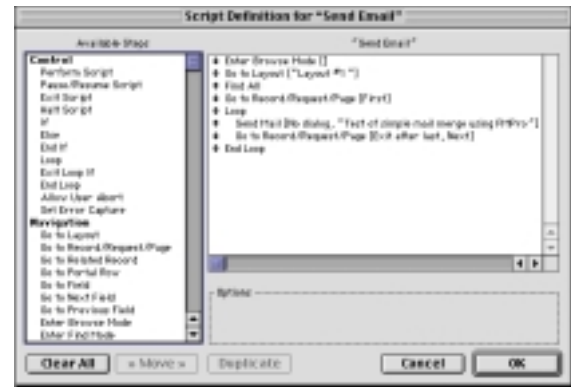 Script Definition for “Send Email”
Available Steps
“Send Email”
Control
Perform Script
Pause/Resume Script
Exit Script
Halt Script
If
Else
End If
Loop
Exit Loop If
End Loop
Allow User Abort
Set Error Capture
Navigation
Go to Layout
Go to Record/Request/Page
Go to Related Record
Go to Portal Row
Go to Field
Go to Next Field
Go to Previous Field
Enter Browse Mode
Enter Find Mode
Enter Browse Mode []
Go to Layout ["Layout #1"]
Find All
Go to Record/Request/Page [First]
Loop
Send Mail [No dialog, "Test of simple mail merge using FMPro"]
Go to Record/Request/Page [Exit after last, Next]
End Loop
Options
Clear All
» Move »
Duplicate
Cancel
OK